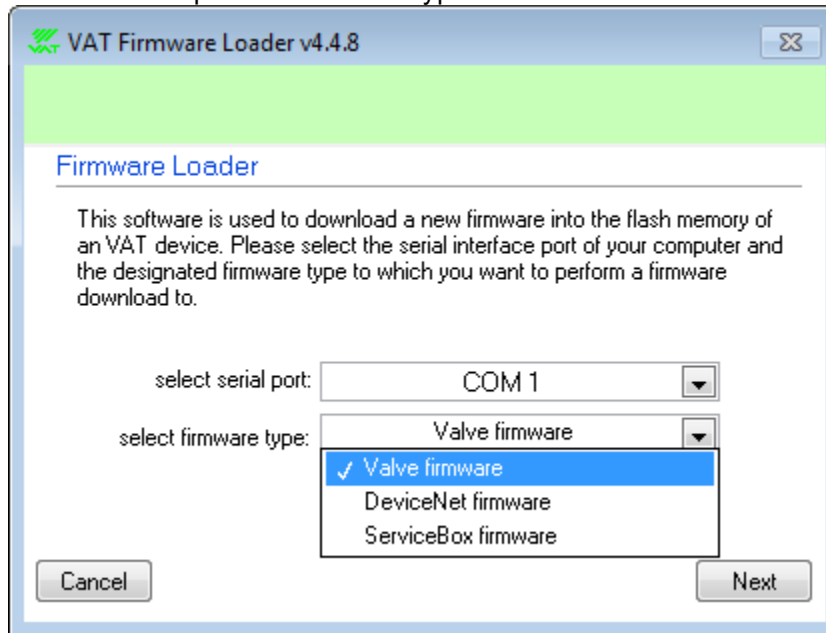 VAT VAT Firmware Loader v4.4.8
Firmware Loader
This software is used to download a new firmware into the flash memory of
an VAT device. Please select the serial interface port of your computer and
the designated firmware type to which you want to perform a firmware
download to.
select serial port: COM 1
select firmware type: Valve firmware
✓ Valve firmware
DeviceNet firmware
ServiceBox firmware
Cancel Next